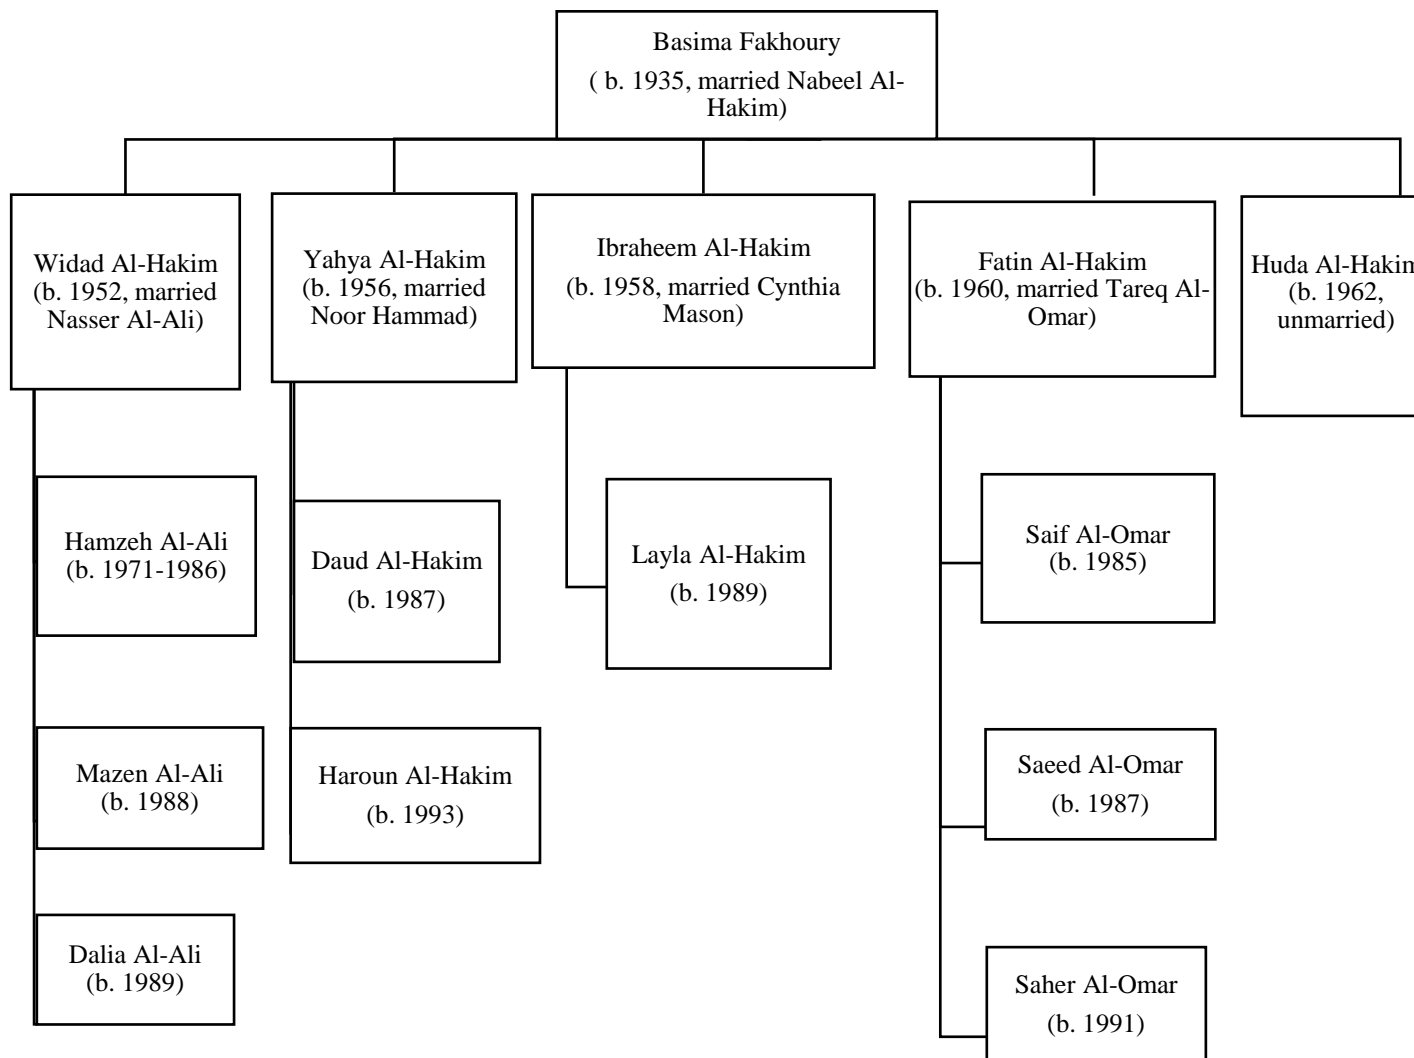 Basima Fakhoury
( b. 1935, married Nabeel Al-
Hakim)
Widad Al-Hakim
(b. 1952, married
Nasser Al-Ali)
Yahya Al-Hakim
(b. 1956, married
Noor Hammad)
Ibraheem Al-Hakim
(b. 1958, married Cynthia
Mason)
Fatin Al-Hakim
(b. 1960, married Tareq Al-
Omar)
Huda Al-Hakim
(b. 1962,
unmarried)
Hamzeh Al-Ali
(b. 1971-1986)
Daud Al-Hakim
(b. 1987)
Layla Al-Hakim
(b. 1989)
Saif Al-Omar
(b. 1985)
Mazen Al-Ali
(b. 1988)
Haroun Al-Hakim
(b. 1993)
Saeed Al-Omar
(b. 1987)
Dalia Al-Ali
(b. 1989)
Saher Al-Omar
(b. 1991)